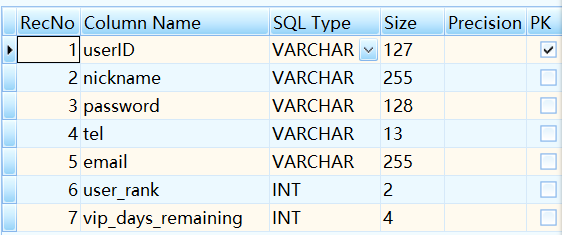 RecNo Column Name SQL Type Size Precision PK
1 userID VARCHAR 127
2 nickname VARCHAR 255
3 password VARCHAR 128
4 tel VARCHAR 13
5 email VARCHAR 255
6 user_rank INT 2
7 vip_days_remaining INT 4